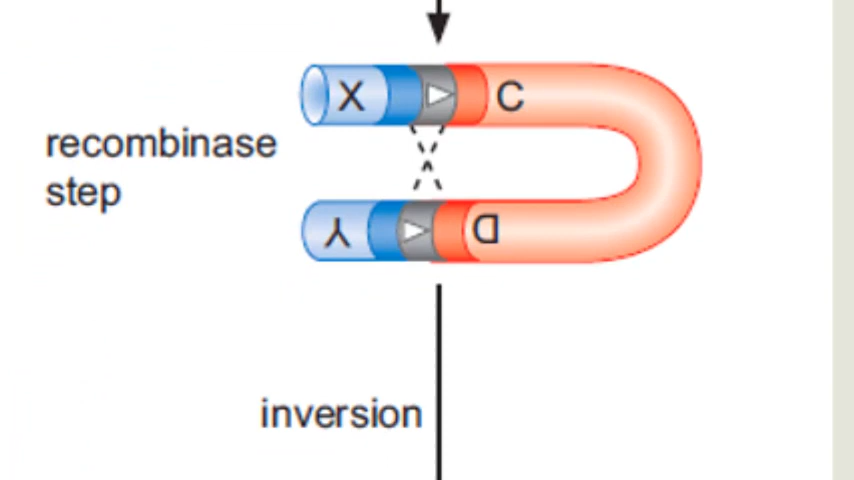 X C
recombinase
step
Y D
inversion